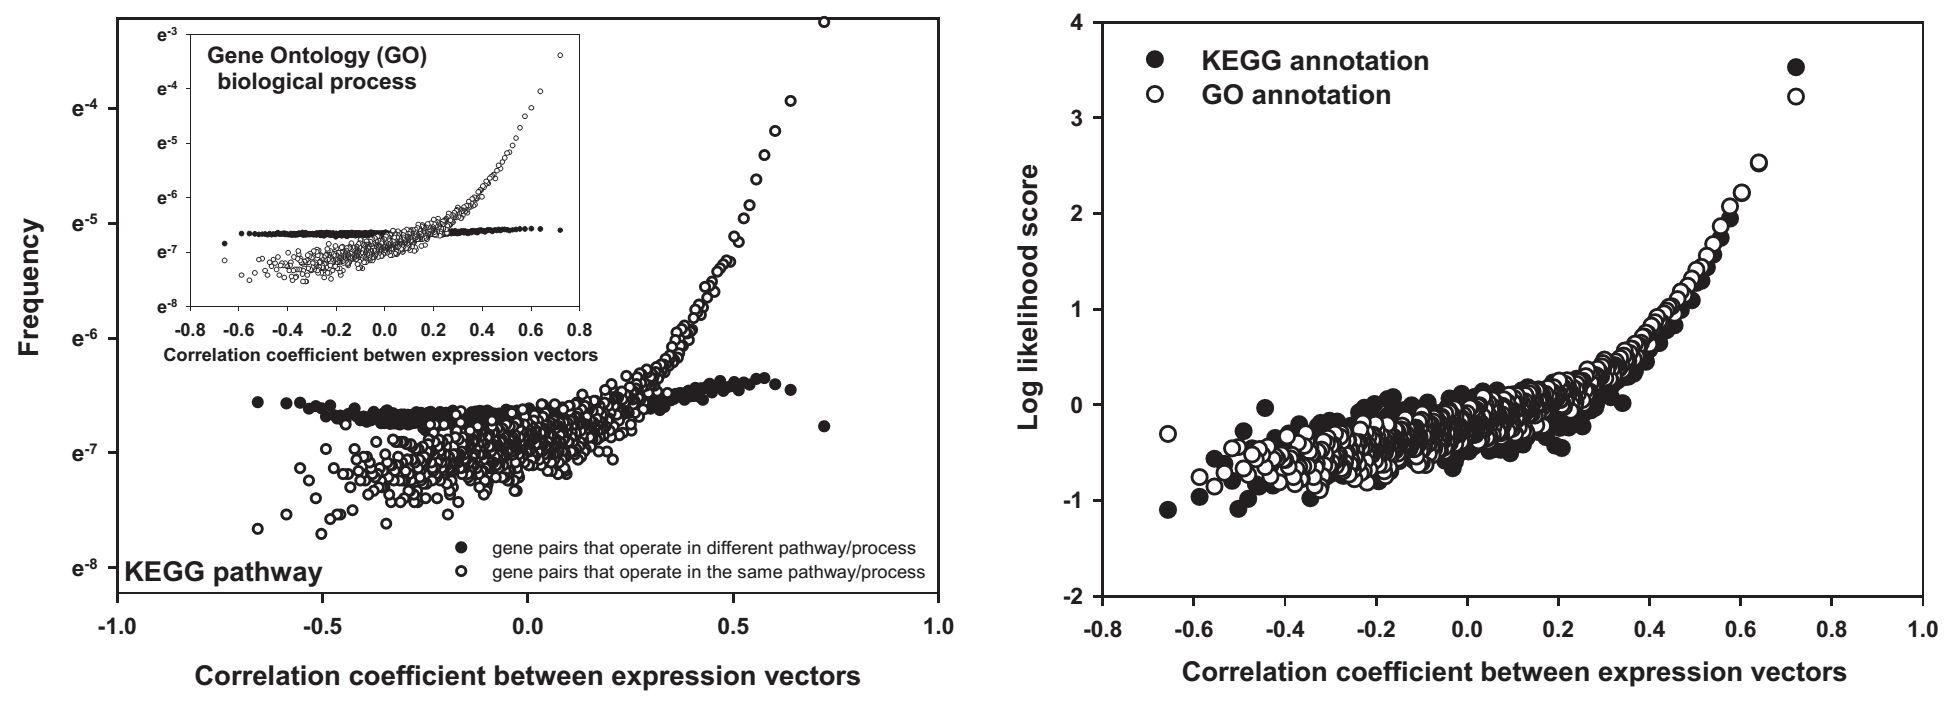 Frequency
e-4
e-5
e-6
e-7
e-8
-1.0 -0.5 0.0 0.5 1.0
Correlation coefficient between expression vectors
KEGG pathway
gene pairs that operate in different pathway/process
gene pairs that operate in the same pathway/process
Gene Ontology (GO)
biological process
e-3
e-4
e-5
e-6
e-7
e-8
-0.8 -0.6 -0.4 -0.2 0.0 0.2 0.4 0.6 0.8
Correlation coefficient betwen expression vectors
Log likelihood score
4
3
2
1
0
-1
-2
KEGG annotation
GO annotation
-0.8 -0.6 -0.4 -0.2 0.0 0.2 0.4 0.6 0.8 1.0
Correlation coefficient between expression vectors